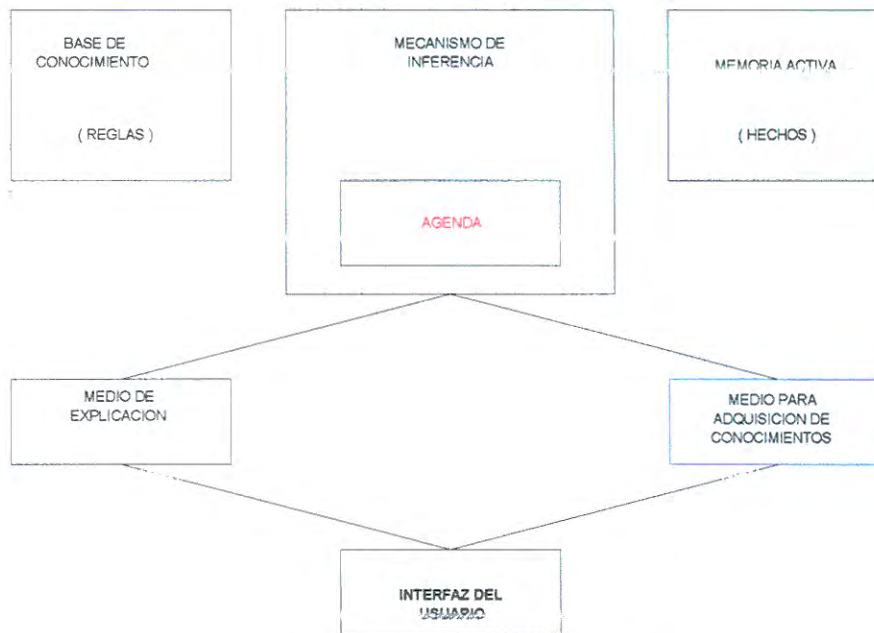 BASE DE
CONOCIMIENTO
( REGLAS )
MECANISMO DE
INFERENCIA
AGENDA
MEMORIA ACTIVA
( HECHOS )
MEDIO DE
EXPLICACION
MEDIO PARA
ADQUISICION DE
CONOCIMIENTOS
INTERFAZ DEL
USUARIO